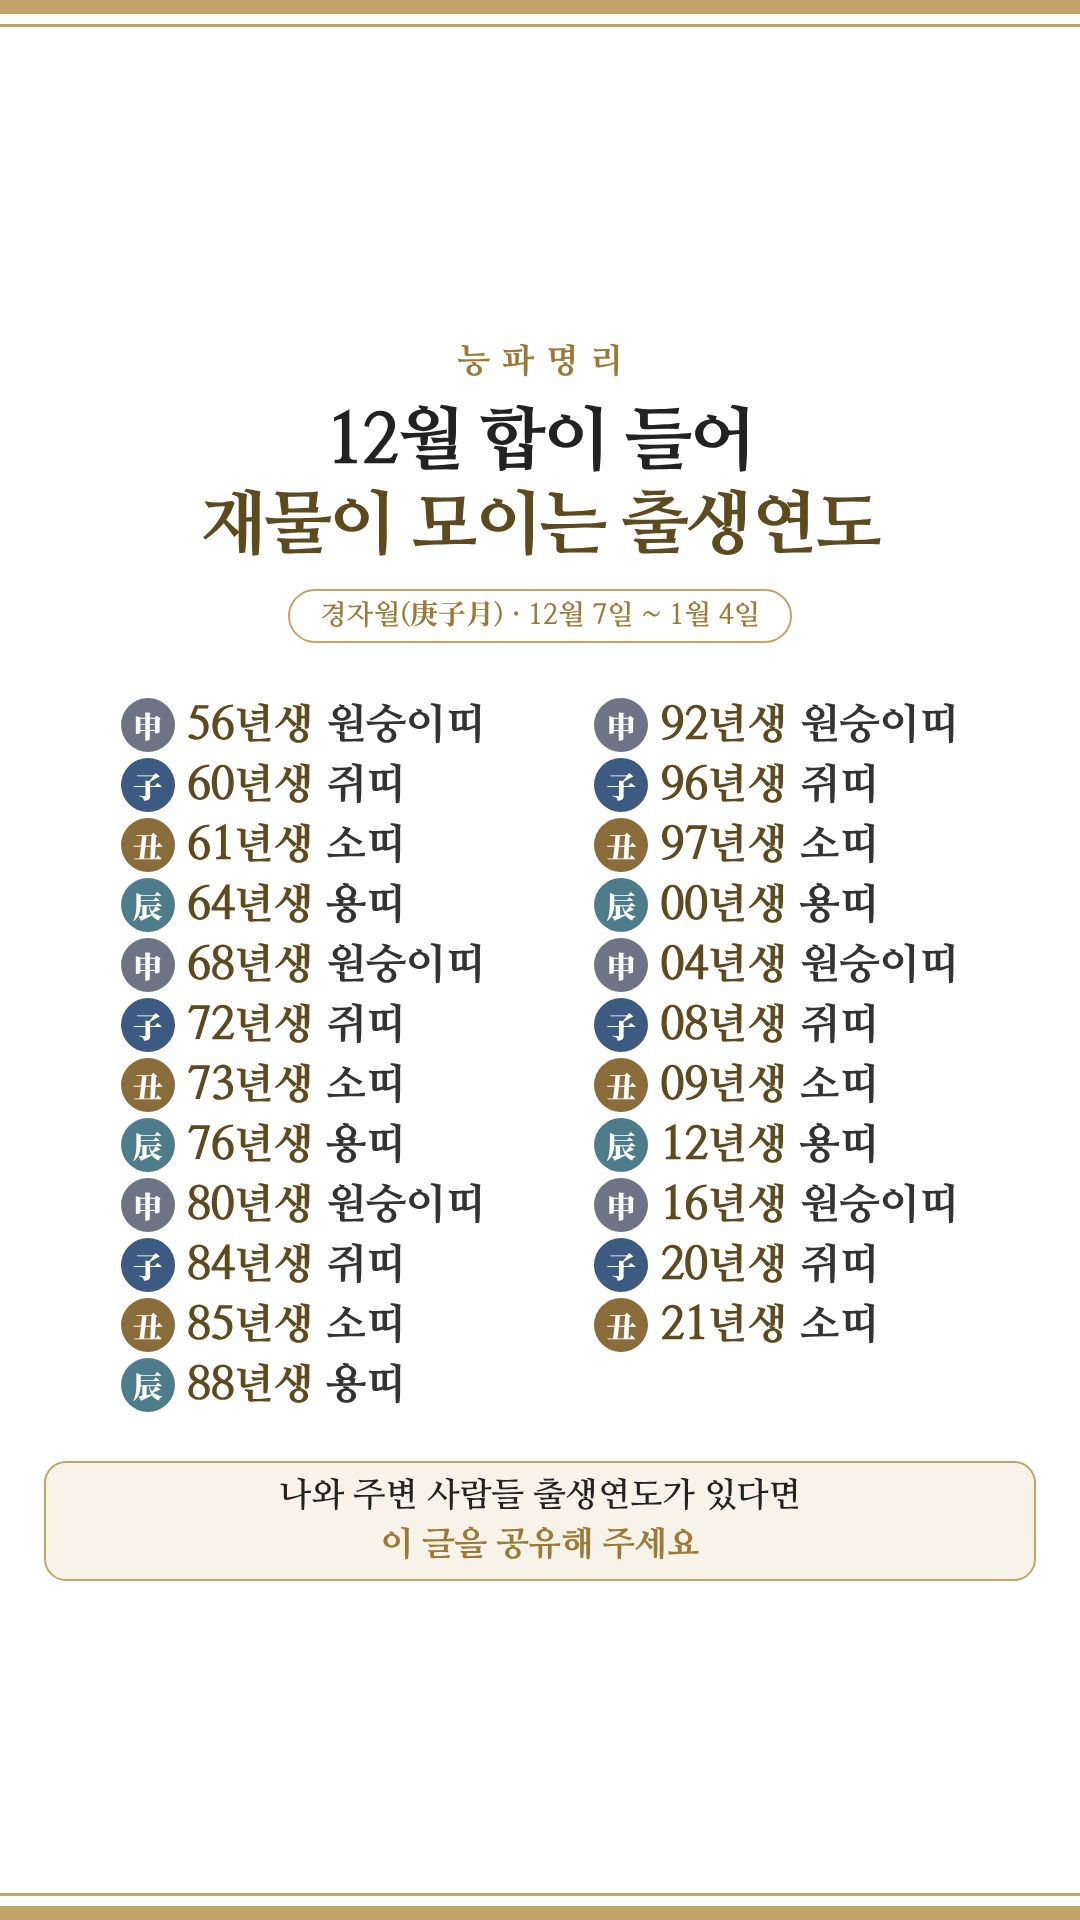 능파명리
12월 합이 들어
재물이 모이는 출생연도
경자월(庚子月) · 12월 7일 ~ 1월 4일
申 56년생 원숭이띠
子 60년생 쥐띠
丑 61년생 소띠
辰 64년생 용띠
申 68년생 원숭이띠
子 72년생 쥐띠
丑 73년생 소띠
辰 76년생 용띠
申 80년생 원숭이띠
子 84년생 쥐띠
丑 85년생 소띠
辰 88년생 용띠
申 92년생 원숭이띠
子 96년생 쥐띠
丑 97년생 소띠
辰 00년생 용띠
申 04년생 원숭이띠
子 08년생 쥐띠
丑 09년생 소띠
辰 12년생 용띠
申 16년생 원숭이띠
子 20년생 쥐띠
丑 21년생 소띠
나와 주변 사람들 출생연도가 있다면
이 글을 공유해 주세요